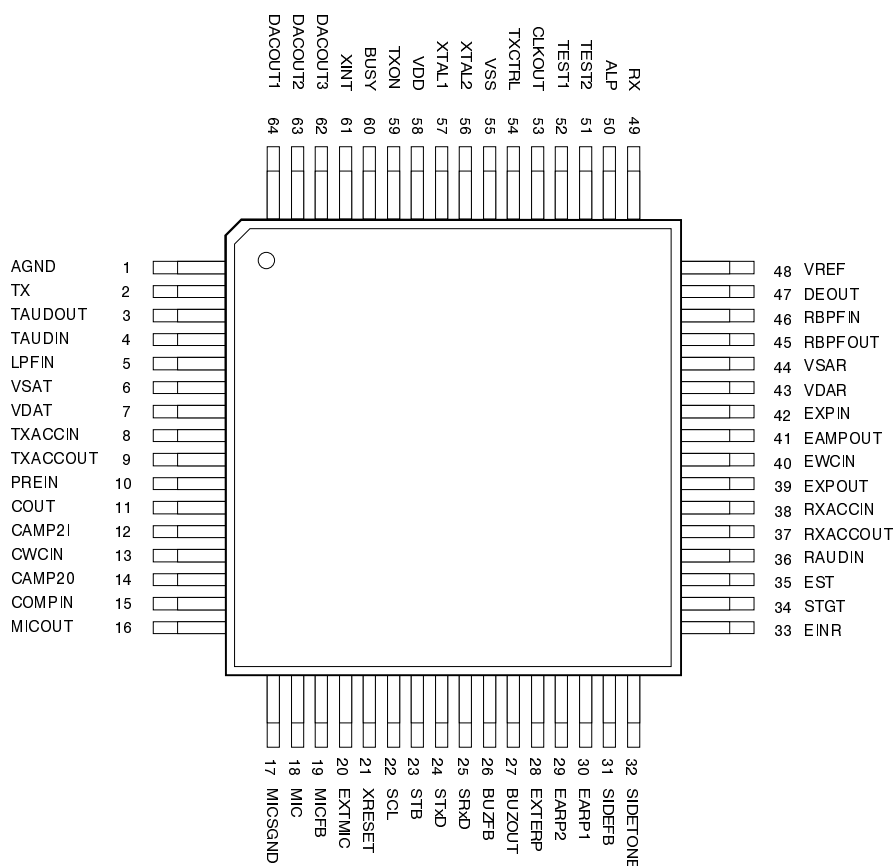 DACOUT1 64
DACOUT2 63
DACOUT3 62
XINT 61
BUSY 60
TXON 59
VDD 58
XTAL1 57
XTAL2 56
VSS 55
TXCTRL 54
CLKOUT 53
TEST1 52
TEST2 51
ALP 50
RX 49
AGND 1
TX 2
TAUDOUT 3
TAUDIN 4
LPFIN 5
VSAT 6
VDAT 7
TXACCIN 8
TXACCOUT 9
PREIN 10
COUT 11
CAMP2I 12
CWCIN 13
CAMP20 14
COMPIN 15
MICOUT 16
48 VREF
47 DEOUT
46 RBPFIN
45 RBPFOUT
44 VSAR
43 VDAR
42 EXPIN
41 EAMPOUT
40 EWCIN
39 EXPOUT
38 RXACCIN
37 RXACCOUT
36 RAUDIN
35 EST
34 STGT
33 EINR
17 MICSGND
18 MIC
19 MICFB
20 EXTMIC
21 XRESET
22 SCL
23 STB
24 STxD
25 SRxD
26 BUZFB
27 BUZOUT
28 EXTERP
29 EARP2
30 EARP1
31 SIDEFB
32 SIDETONE